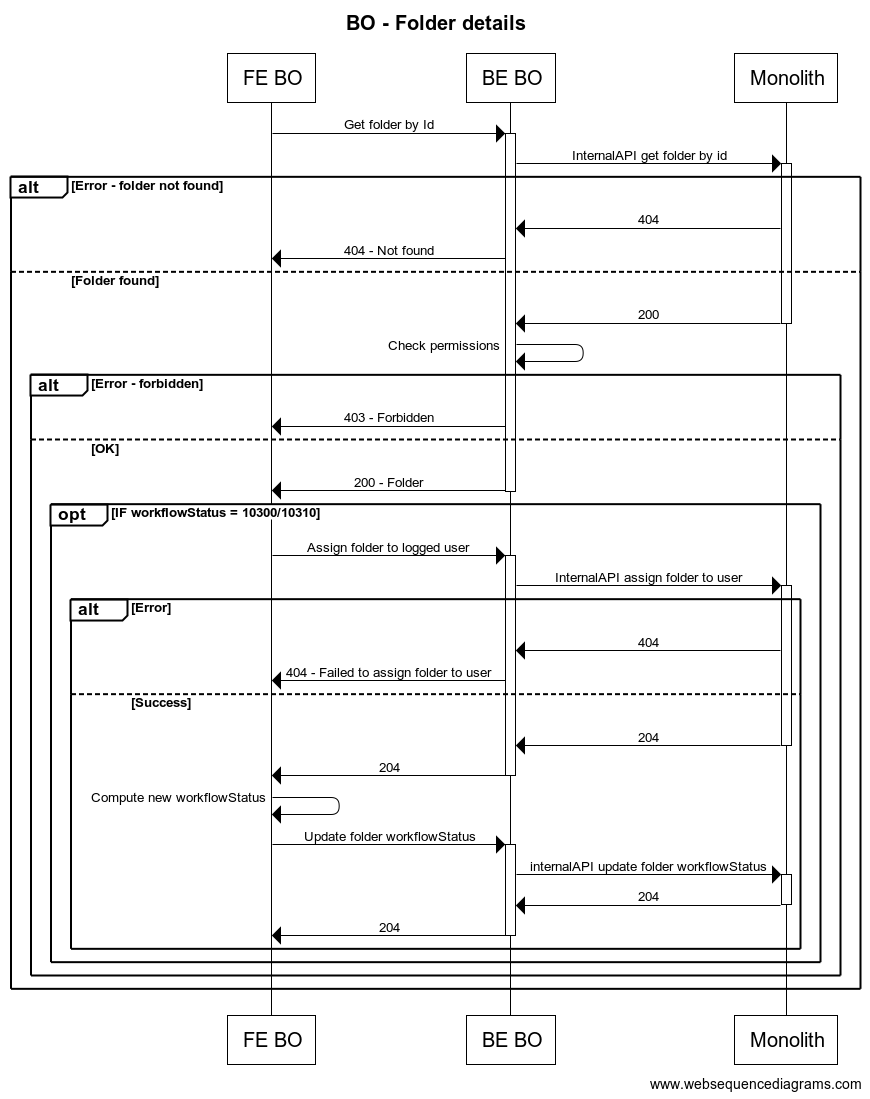 BO - Folder details
FE BO
BE BO
Monolith
Get folder by Id
InternalAPI get folder by id
alt
[Error - folder not found]
404
404 - Not found
[Folder found]
200
Check permissions
alt
[Error - forbidden]
403 - Forbidden
[OK]
200 - Folder
opt
[IF workflowStatus = 10300/10310]
Assign folder to logged user
InternalAPI assign folder to user
alt
[Error]
404
404 - Failed to assign folder to user
[Success]
204
204
Compute new workflowStatus
Update folder workflowStatus
internalAPI update folder workflowStatus
204
204
FE BO
BE BO
Monolith
www.websequencediagrams.com